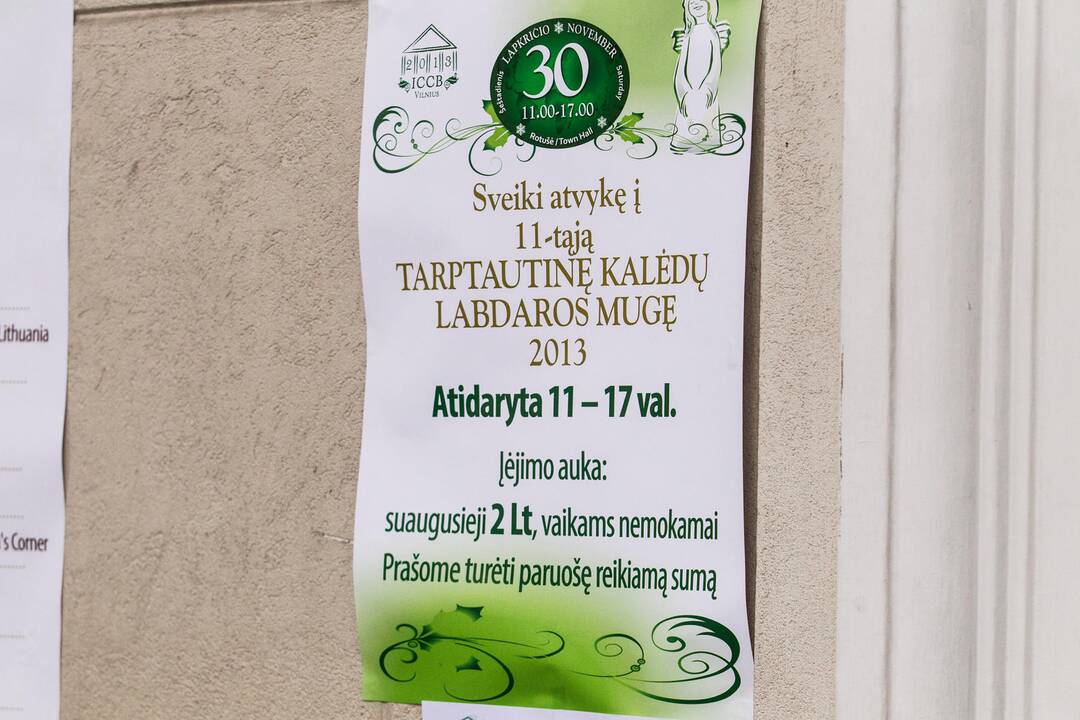 Lithuania
's Corner
2013
ICCB
VILNIUS
LAPKRICIO NOVEMBER
Šeštadienis
30
Saturday
11.00-17.00
Rotušė / Town Hall
Sveiki atvykę į
11-tąją
TARPTAUTINĘ KALĖDŲ
LABDAROS MUGĘ
2013
Atidaryta 11 – 17 val.
Įėjimo auka:
suaugusieji 2 Lt, vaikams nemokamai
Prašome turėti paruošę reikiamą sumą